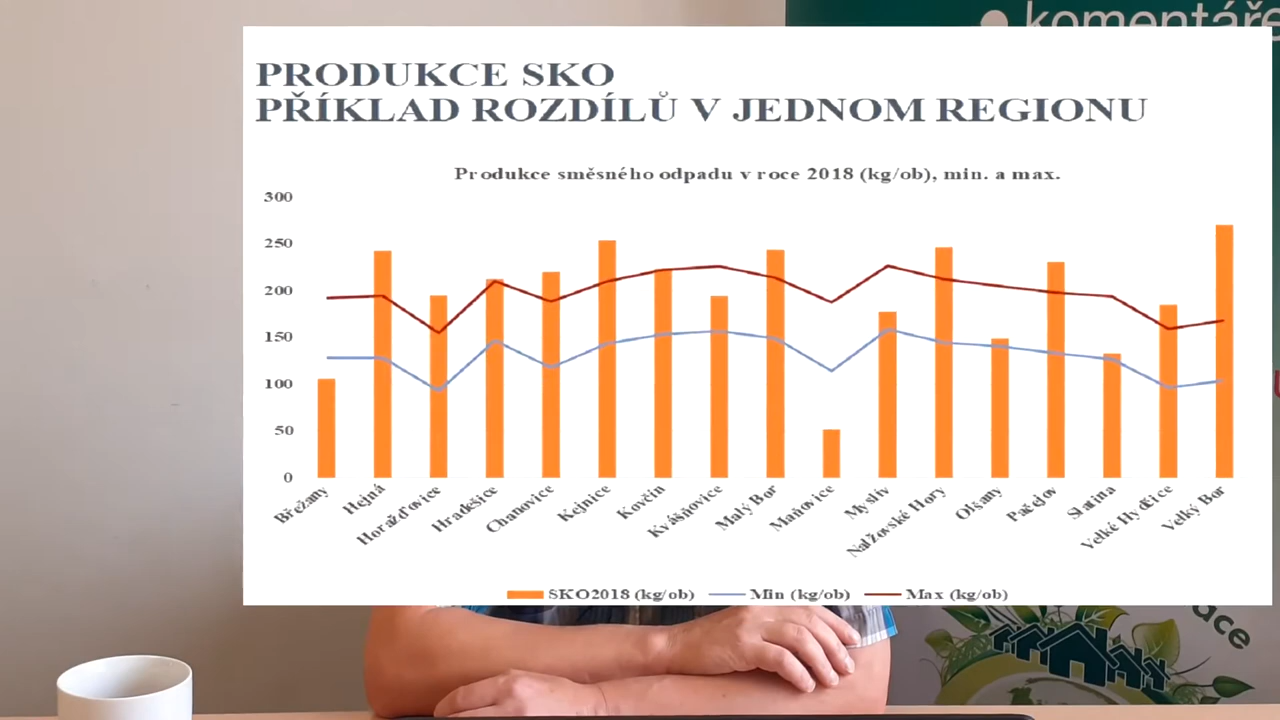 komentáře
PRODUKCE SKO
PŘÍKLAD ROZDÍLŮ V JEDNOM REGIONU
Produkce směsného odpadu v roce 2018 (kg/ob), min. a max.
300
250
200
150
100
50
0
Břežany
Hejná
Horažďovice
Hradešice
Chanovice
Kejnice
Kovčín
Kvášňovice
Malý Bor
Maňovice
Myslív
Nalžovské Hory
Olšany
Pačejov
Slatina
Velké Hydčice
Velký Bor
SKO2018 (kg/ob)
Min (kg/ob)
Max (kg/ob)